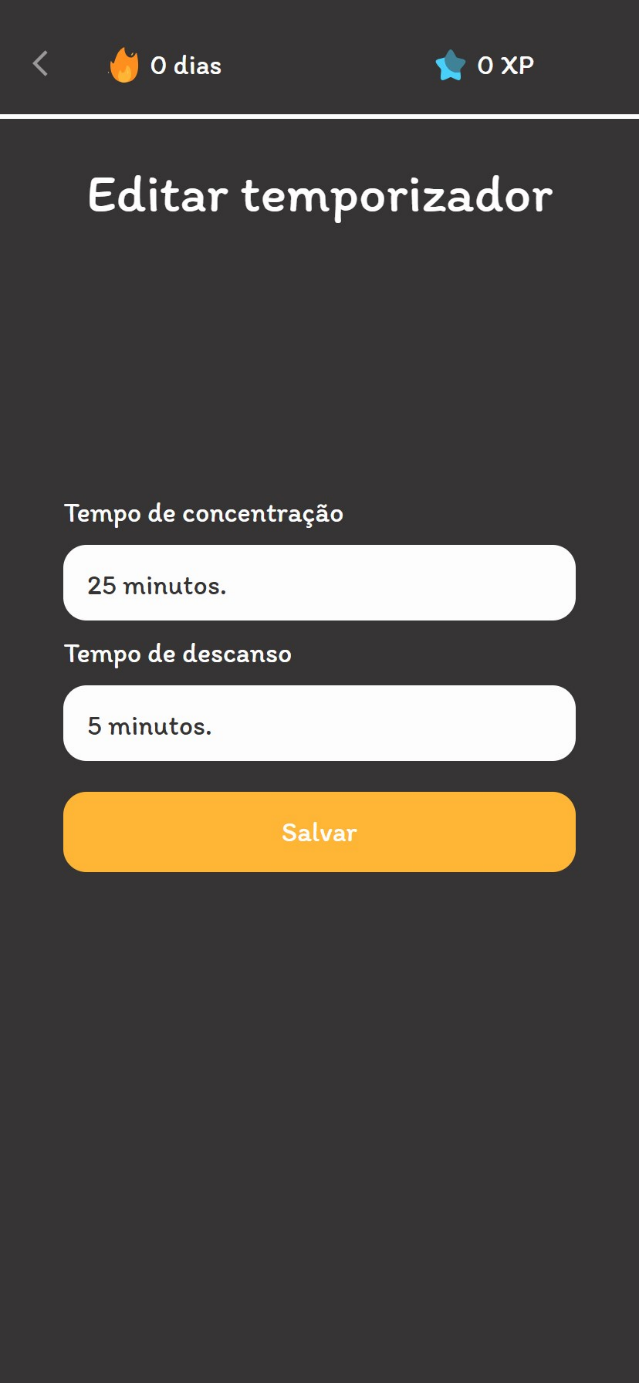 0 dias
0 XP
Editar temporizador
Tempo de concentração
25 minutos.
Tempo de descanso
5 minutos.
Salvar